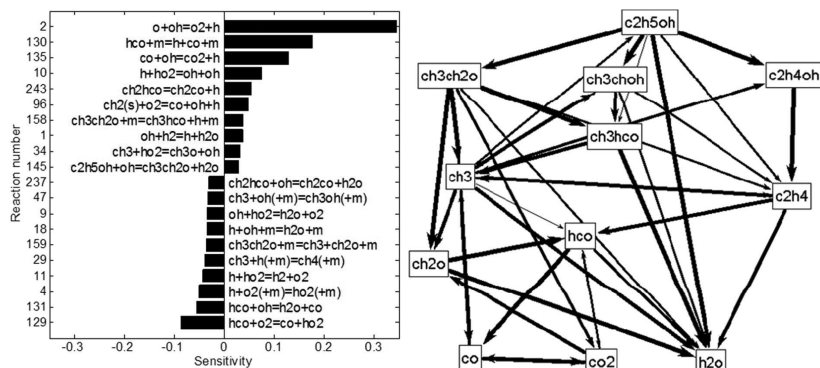 2 o+oh=o2+h
130 hco+m=h+co+m
135 co+oh=co2+h
10 h+ho2=oh+oh
243 ch2hco=ch2co+h
96 ch2(s)+o2=co+oh+h
158 ch3ch2o+m=ch3hco+h+m
1 oh+h2=h+h2o
34 ch3+ho2=ch3o+oh
145 c2h5oh+oh=ch3ch2o+h2o
237 ch2hco+oh=ch2co+h2o
47 ch3+oh(+m)=ch3oh(+m)
9 oh+ho2=h2o+o2
18 h+oh+m=h2o+m
159 ch3ch2o+m=ch3+ch2o+m
29 ch3+h(+m)=ch4(+m)
11 h+ho2=h2+o2
4 h+o2(+m)=ho2(+m)
131 hco+oh=h2o+co
129 hco+o2=co+ho2
Reaction number
-0.3 -0.2 -0.1 0 0.1 0.2 0.3
Sensitivity
c2h5oh
ch3ch2o ch3choh c2h4oh
ch3hco
ch3
c2h4
hco
ch2o
co co2 h2o